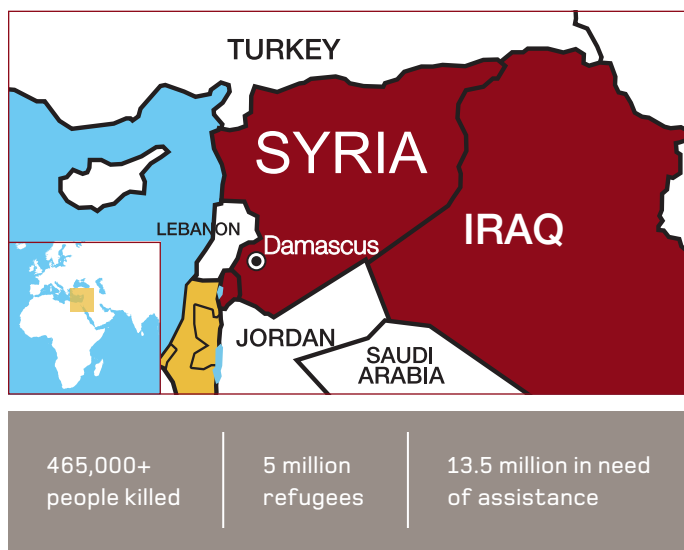 TURKEY
SYRIA
LEBANON
IRAQ
Damascus
JORDAN
SAUDI
ARABIA
465,000+
people killed
5 million
refugees
13.5 million in need
of assistance